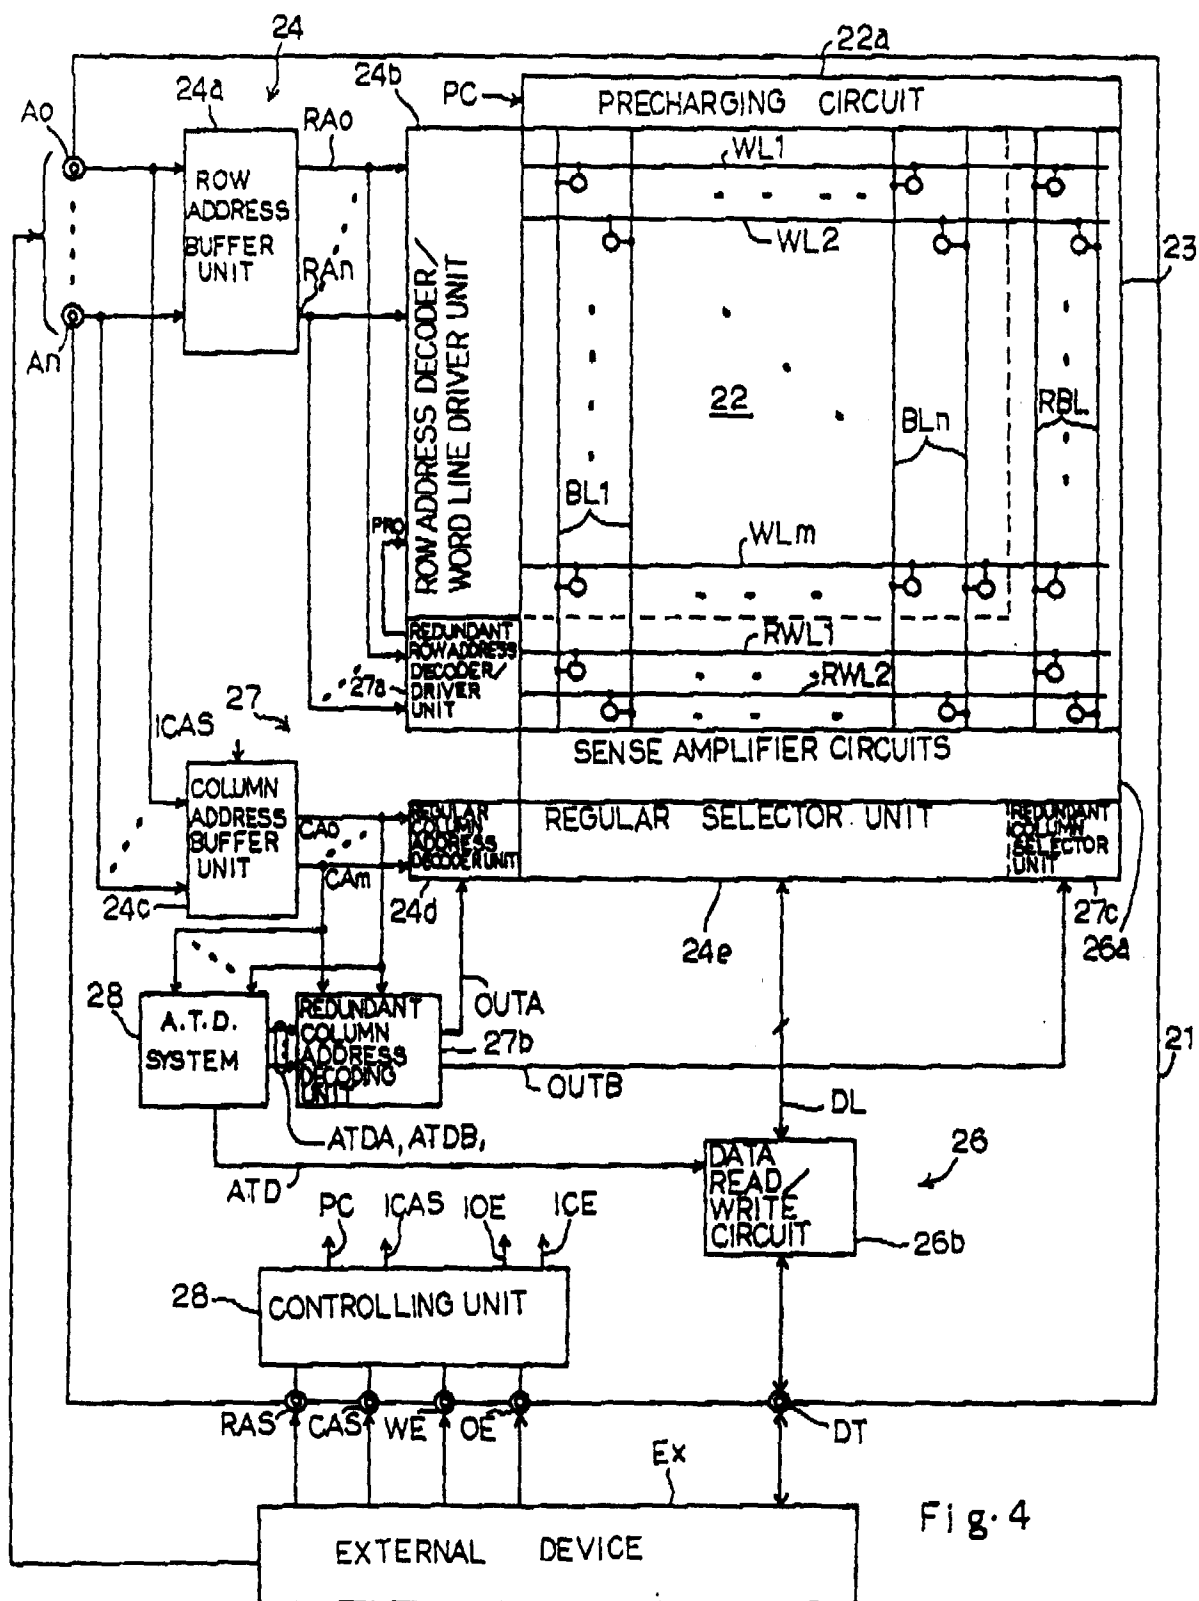 24
22a
24a
24b
PC
PRECHARGING CIRCUIT
Ao
RAo
WL1
ROW
ADDRESS
BUFFER
UNIT
WL2
23
RAn
An
ROW ADDRESS DECODER/
WORD LINE DRIVER UNIT
22
BLn
RBL
BL1
PRO
WLm
REDUNDANT
ROW ADDRESS
DECODER/
DRIVER
UNIT
27a
RWL1
RWL2
27
ICAS
SENSE AMPLIFIER CIRCUITS
COLUMN
ADDRESS
BUFFER
UNIT
CAo
CAm
REGULAR
COLUMN
ADDRESS
DECODER UNIT
REGULAR SELECTOR UNIT
REDUNDANT
COLUMN
SELECTOR
UNIT
24c
24d
24e
27c
26a
28
A.T.D.
SYSTEM
REDUNDANT
COLUMN
ADDRESS
DECODING
UNIT
OUTA
27b
OUTB
21
DL
ATDA, ATDB,
ATD
DATA
READ/
WRITE
CIRCUIT
26
26b
PC
ICAS
IOE
ICE
28
CONTROLLING UNIT
RAS
CAS
WE
OE
DT
Ex
Fig. 4
EXTERNAL DEVICE